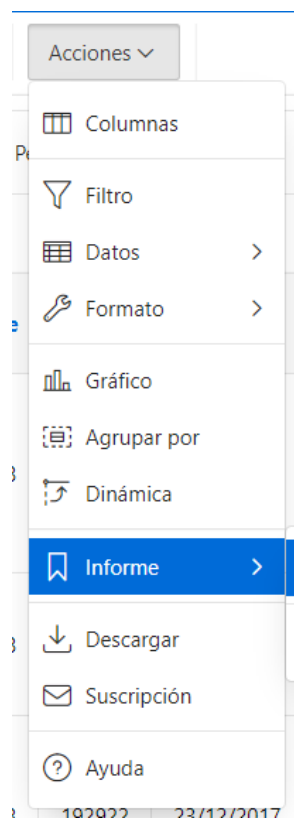 Acciones
Columnas
Filtro
Datos
Formato
Gráfico
Agrupar por
Dinámica
Informe
Descargar
Suscripción
Ayuda
192922 23/12/2017